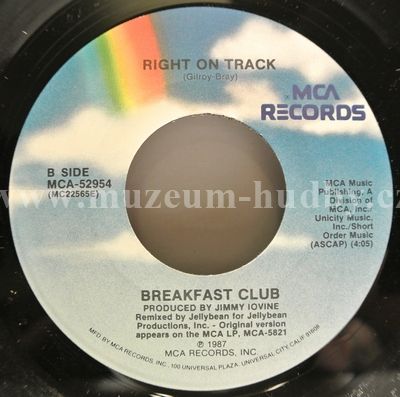 RIGHT ON TRACK
(Gilroy-Bray)
MCA RECORDS
B SIDE
MCA-52954
(MC22565E)
MCA Music
Publishing, A
Division of
MCA, Inc./
Unicity Music,
Inc./Short
Order Music
(ASCAP) (4:05)
www.muzeum-hudby.cz
BREAKFAST CLUB
PRODUCED BY JIMMY IOVINE
Remixed by Jellybean for Jellybean
Productions, Inc. - Original version
appears on the MCA LP, MCA-5821
℗ 1987
MCA RECORDS, INC.
MFD. BY MCA RECORDS, INC · 100 UNIVERSAL PLAZA, UNIVERSAL CITY, CALIF. 91608